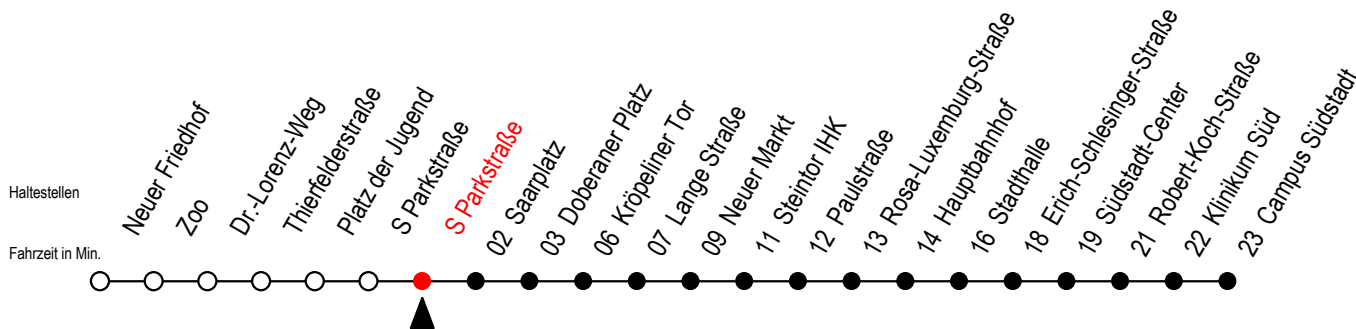 Haltestellen
Fahrzeit in Min.
Neuer Friedhof
Zoo
Dr.-Lorenz-Weg
Thierfelderstraße
Platz der Jugend
S Parkstraße
S Parkstraße
02 Saarplatz
03 Doberaner Platz
06 Kröpeliner Tor
07 Lange Straße
09 Neuer Markt
11 Steintor IHK
12 Paulstraße
13 Rosa-Luxemburg-Straße
14 Hauptbahnhof
16 Stadthalle
18 Erich-Schlesinger-Straße
19 Südstadt-Center
21 Robert-Koch-Straße
22 Klinikum Süd
23 Campus Südstadt